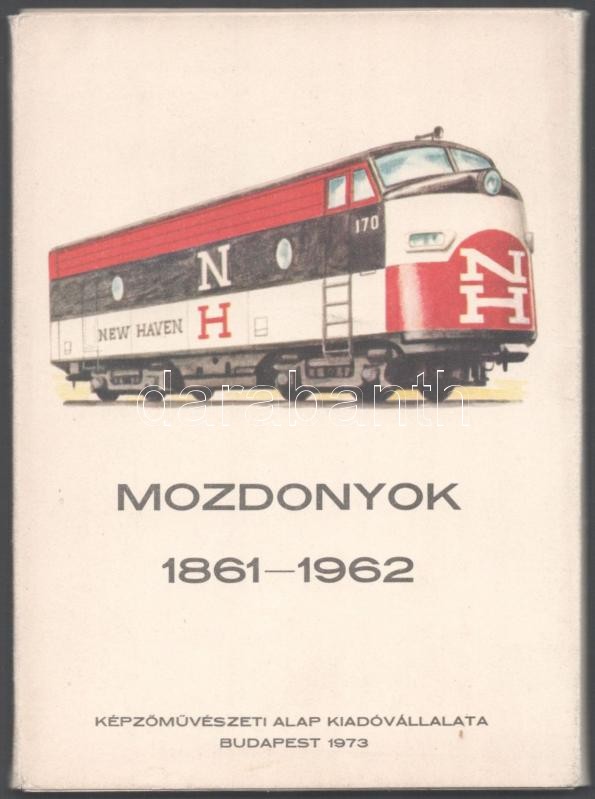 170
N
H
NEW HAVEN
N
H
darabanth
MOZDONYOK
1861—1962
KÉPZŐMŰVÉSZETI ALAP KIADÓVÁLLALATA
BUDAPEST 1973